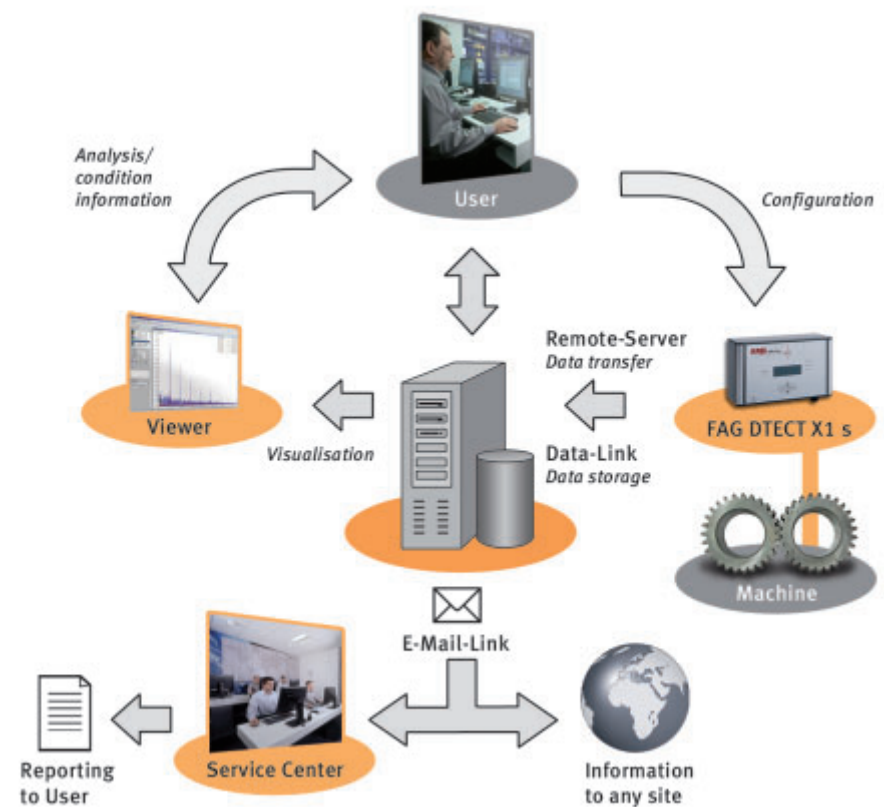 Analysis/
condition
information
User
Configuration
Remote-Server
Data transfer
Viewer
Visualisation
Data-Link
Data storage
FAG DTECT X1 s
Machine
E-Mail-Link
Reporting
to User
Service Center
Information
to any site